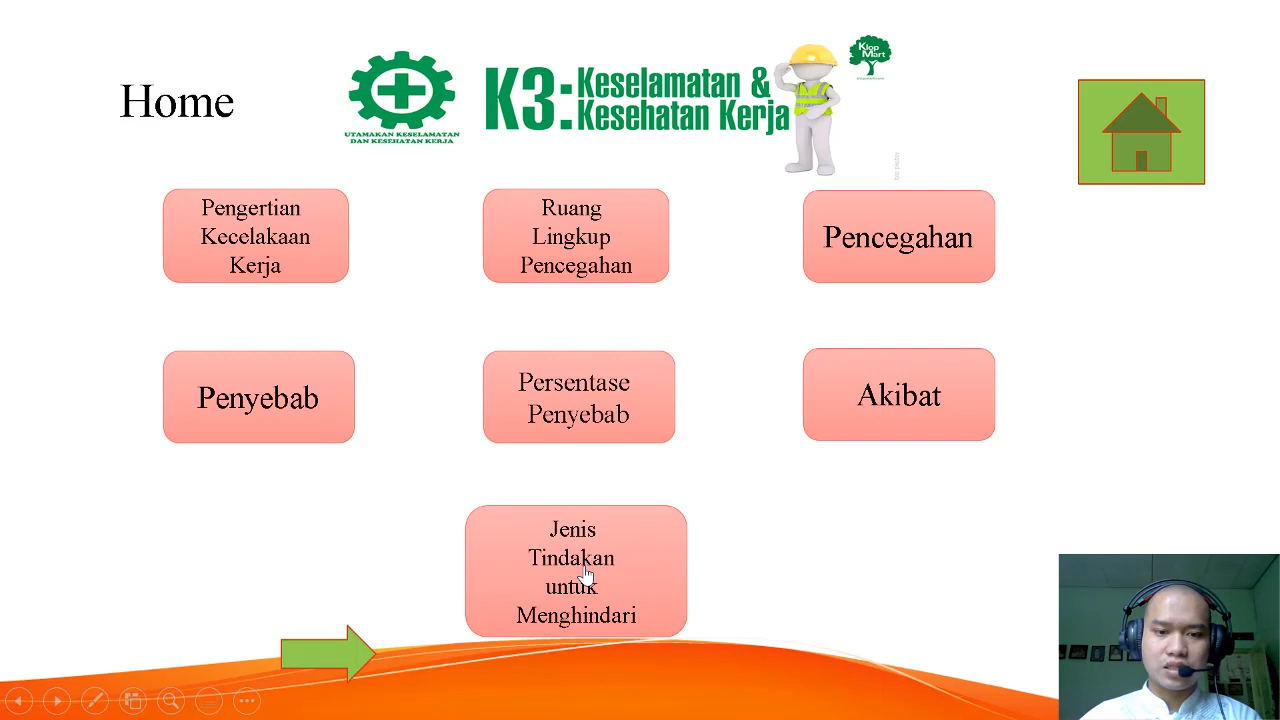 Home
UTAMAKAN KESELAMATAN
DAN KESEHATAN KERJA
K3: Keselamatan &
Kesehatan Kerja
Klop
Mart
Pengertian
Kecelakaan
Kerja
Ruang
Lingkup
Pencegahan
Pencegahan
Penyebab
Persentase
Penyebab
Akibat
Jenis
Tindakan
untuk
Menghindari